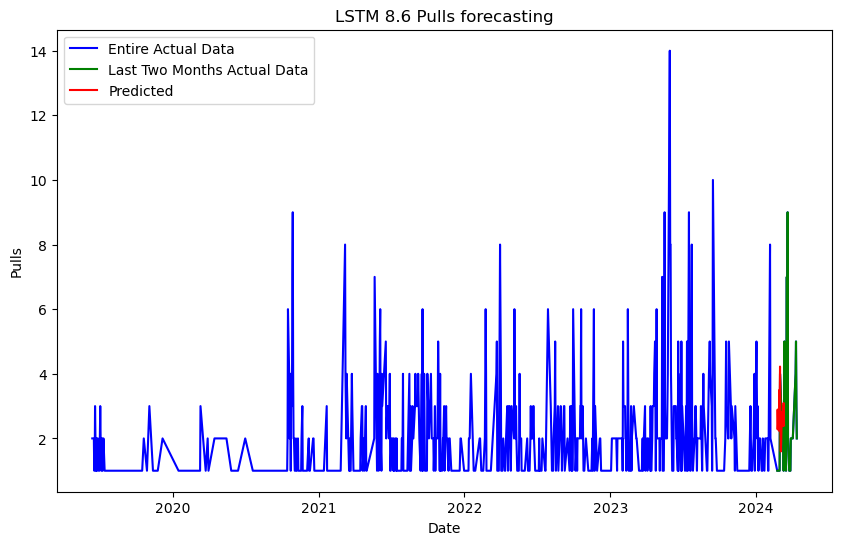 LSTM 8.6 Pulls forecasting
Entire Actual Data
Last Two Months Actual Data
Predicted
14
12
10
8
6
4
2
Pulls
2020
2021
2022
2023
2024
Date